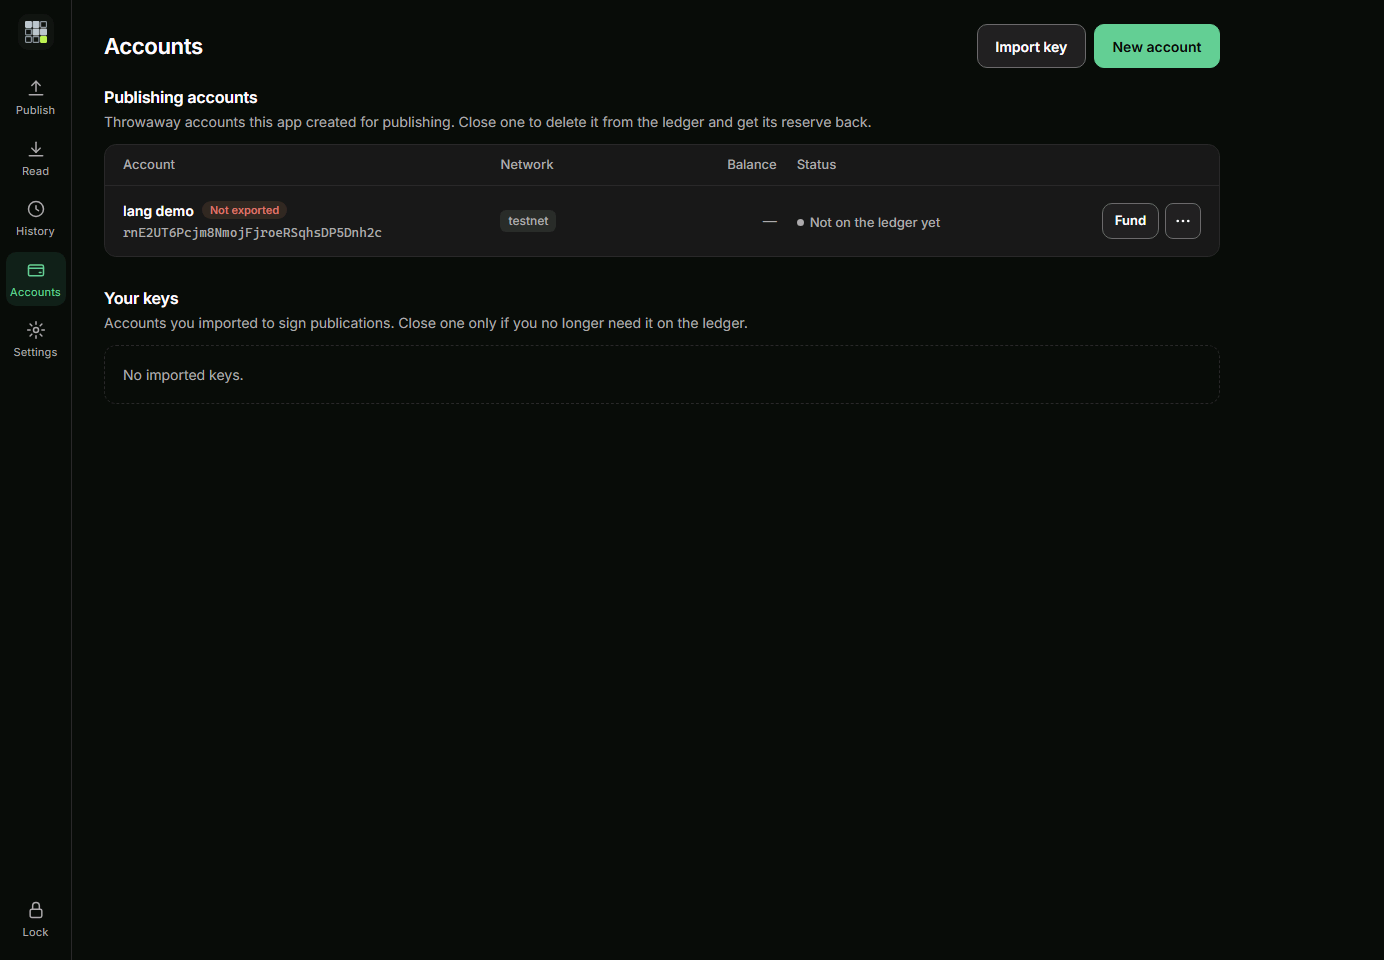 Publish
Read
History
Accounts
Settings
Lock
Accounts
Import key
New account
Publishing accounts
Throwaway accounts this app created for publishing. Close one to delete it from the ledger and get its reserve back.
Account Network Balance Status
lang demo Not exported
rnE2UT6Pcjm8NmojFjroeRSqhsDP5Dnh2c
testnet
—
Not on the ledger yet
Fund
...
Your keys
Accounts you imported to sign publications. Close one only if you no longer need it on the ledger.
No imported keys.